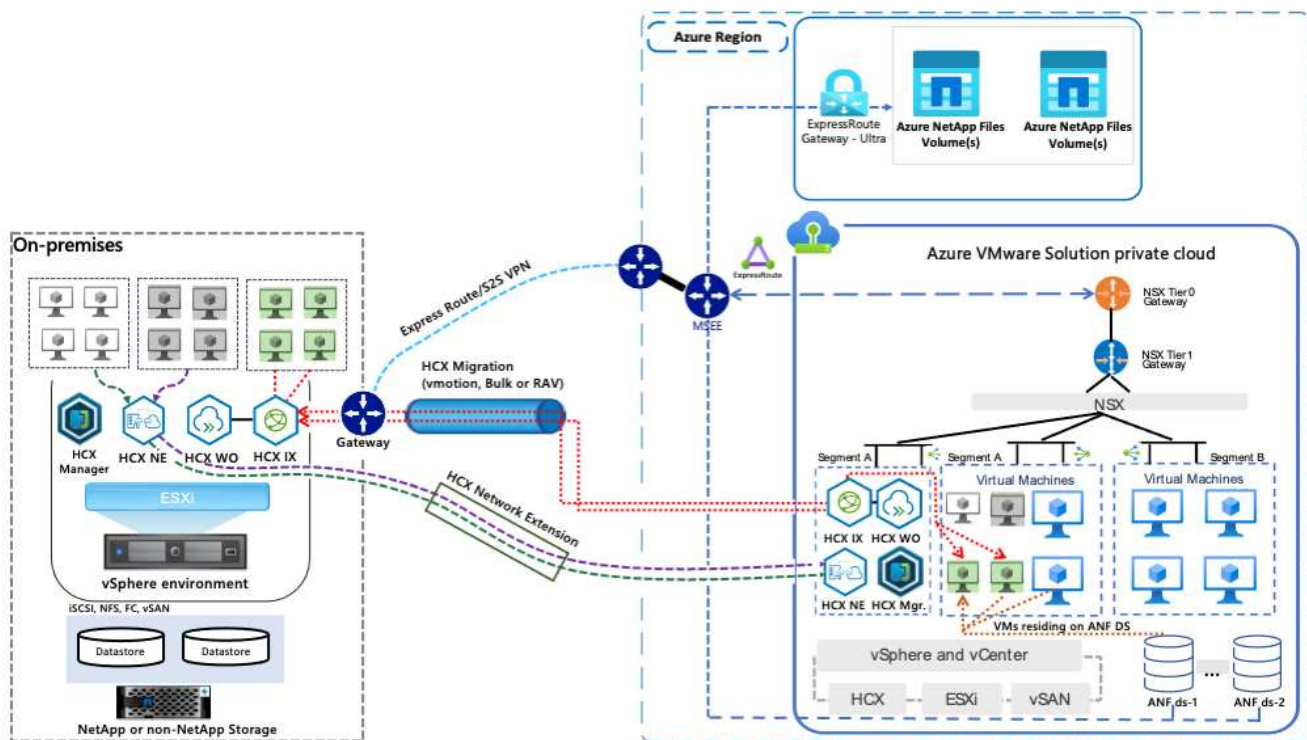 Azure Region
ExpressRoute
Gateway - Ultra
Azure NetApp Files
Volume(s)
Azure NetApp Files
Volume(s)
On-premises
Express Route/S2S VPN
ExpressRoute
MSEE
Azure VMware Solution private cloud
NSX Tier0
Gateway
NSX Tier1
Gateway
NSX
HCX Migration
(vmotion, Bulk or RAV)
Gateway
HCX
Manager
HCX NE
HCX WO
HCX IX
HCX Network Extension
ESXi
vSphere environment
iSCSI, NFS, FC, vSAN
Datastore
Datastore
NetApp or non-NetApp Storage
Segment A
Segment A
Segment B
Virtual Machines
Virtual Machines
HCX IX
HCX WO
HCX NE
HCX Mgr.
VMs residing on ANF DS
vSphere and vCenter
HCX
ESXi
vSAN
ANF ds-1
...
ANF ds-2